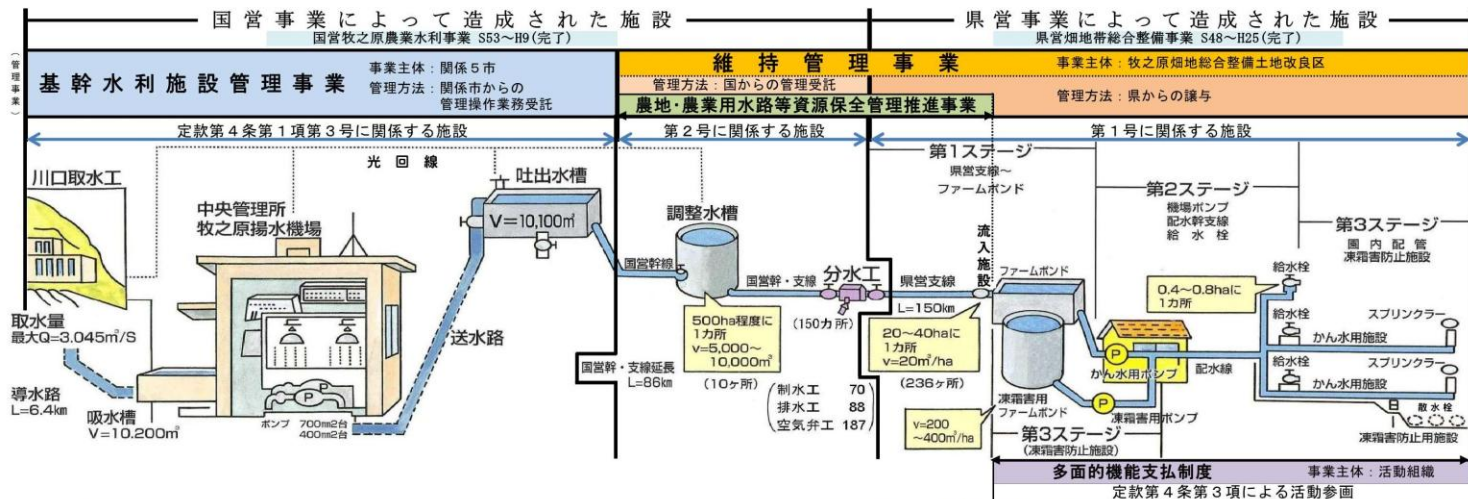 国営事業によって造成された施設
国営牧之原農業水利事業 S53～H9(完了)
県営事業によって造成された施設
県営畑地帯総合整備事業 S48～H25(完了)
(管理事業)
基幹水利施設管理事業
事業主体：関係５市
管理方法：関係市からの
管理操作業務受託
維持管理事業
事業主体：牧之原畑地総合整備土地改良区
管理方法：国からの管理受託
農地・農業用水路等資源保全管理推進事業
管理方法：県からの譲与
定款第４条第１項第３号に関係する施設
第２号に関係する施設
第１号に関係する施設
光回線
川口取水工
中央管理所
牧之原揚水機場
吐出水槽
V=10,100㎥
調整水槽
第1ステージ
県営支線～
ファームポンド
第2ステージ
機場ポンプ
配水幹支線
給水栓
第3ステージ
園内配管
凍霜害防止施設
取水量
最大Q=3.045㎥/S
導水路
L=6.4㎞
吸水槽
V=10.200㎥
P
ポンプ 700㎜2台
400㎜2台
送水路
国営幹線
国営幹・支線
分水工
(150カ所)
500ha程度に
1カ所
v=5,000～
10,000㎥
(10ヶ所)
国営幹・支線延長
L=86㎞
制水工 70
排水工 88
空気弁工 187
県営支線
L=150㎞
流入施設
20～40haに
1カ所
v=20㎥/ha
(236ヶ所)
v=200
～400㎥/ha
ファームポンド
凍霜害用
ファームポンド
P
かん水用ポンプ
P
凍霜害用ポンプ
第3ステージ
(凍霜害防止施設)
配水線
0.4～0.8haに
1カ所
給水栓
給水栓
スプリンクラー
かん水用施設
給水栓
スプリンクラー
かん水用施設
散水栓
凍霜害防止用施設
多面的機能支払制度
事業主体：活動組織
定款第４条第３項による活動参画